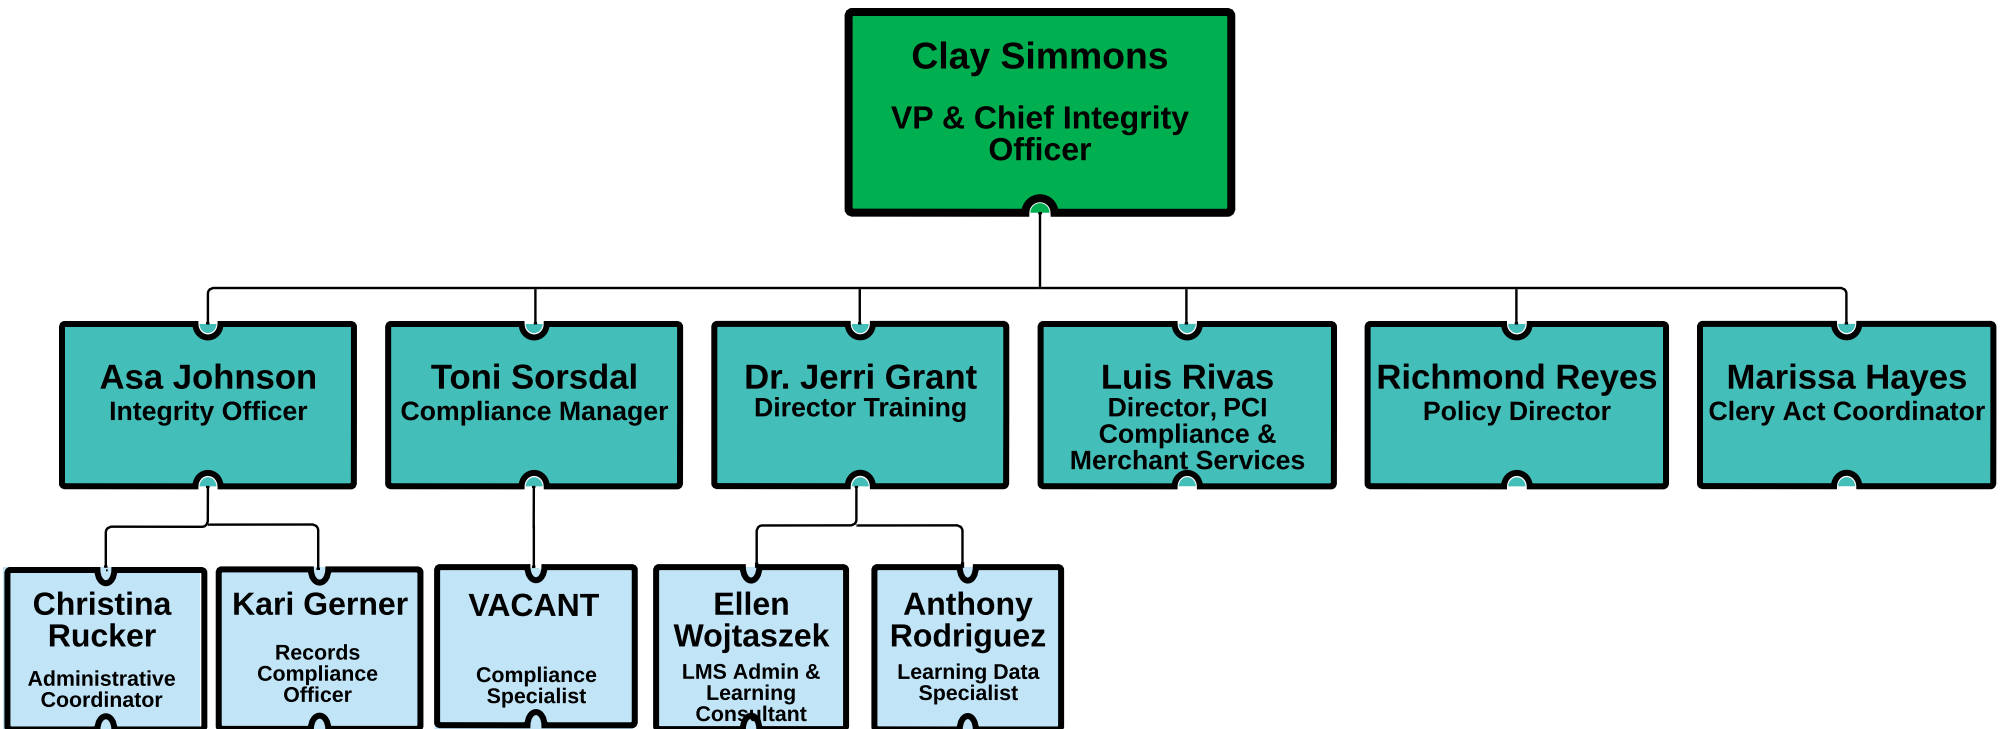 Clay Simmons
VP & Chief Integrity
Officer
Asa Johnson
Integrity Officer
Toni Sorsdal
Compliance Manager
Dr. Jerri Grant
Director Training
Luis Rivas
Director, PCI
Compliance &
Merchant Services
Richmond Reyes
Policy Director
Marissa Hayes
Clery Act Coordinator
Christina
Rucker
Administrative
Coordinator
Kari Gerner
Records
Compliance
Officer
VACANT
Compliance
Specialist
Ellen
Wojtaszek
LMS Admin &
Learning
Consultant
Anthony
Rodriguez
Learning Data
Specialist